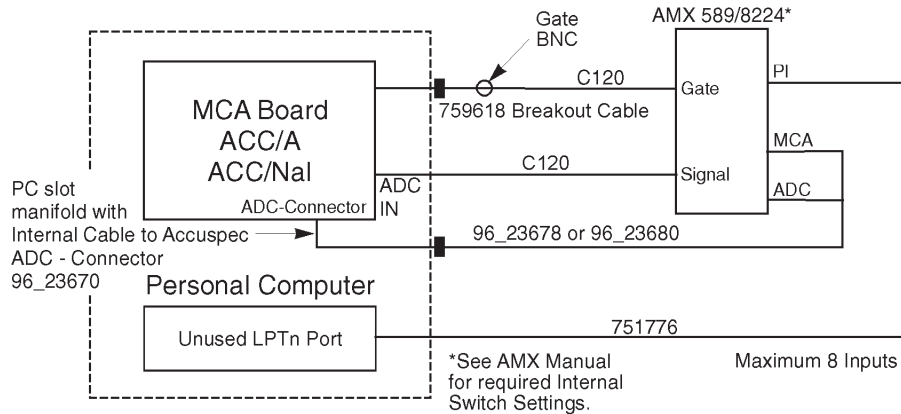 AMX 589/8224*
Gate
BNC
PI
C120
Gate
MCA Board
ACC/A
ACC/NaI
759618 Breakout Cable
MCA
C120
Signal
ADC
IN
ADC
ADC-Connector
PC slot
manifold with
Internal Cable to Accuspec
ADC - Connector
96_23670
96_23678 or 96_23680
Personal Computer
Unused LPTn Port
751776
*See AMX Manual
for required Internal
Switch Settings.
Maximum 8 Inputs